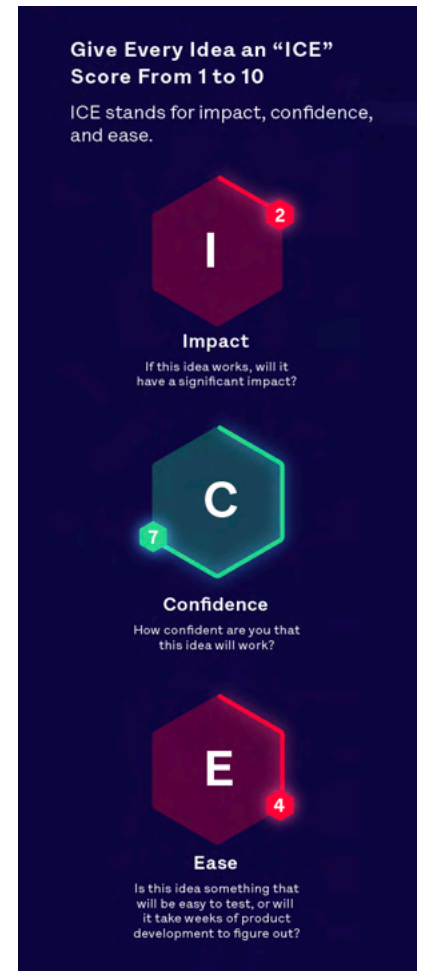 Give Every Idea an “ICE”
Score From 1 to 10
ICE stands for impact, confidence,
and ease.
2
I
Impact
If this idea works, will it
have a significant impact?
C
7
Confidence
How confident are you that
this idea will work?
E
4
Ease
Is this idea something that
will be easy to test, or will
it take weeks of product
development to figure out?